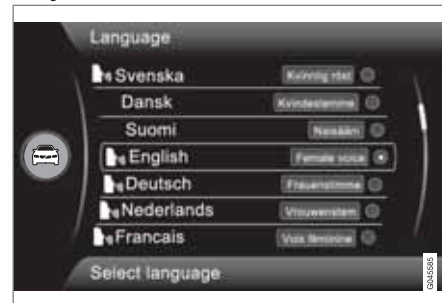 Language
Svenska Kvinnlig röst
Dansk Kvindestemme
Suomi Naisääni
English Female voice
Deutsch Frauenstimme
Nederlands Vrouwenstem
Francais Voix féminine
Select language
G045585